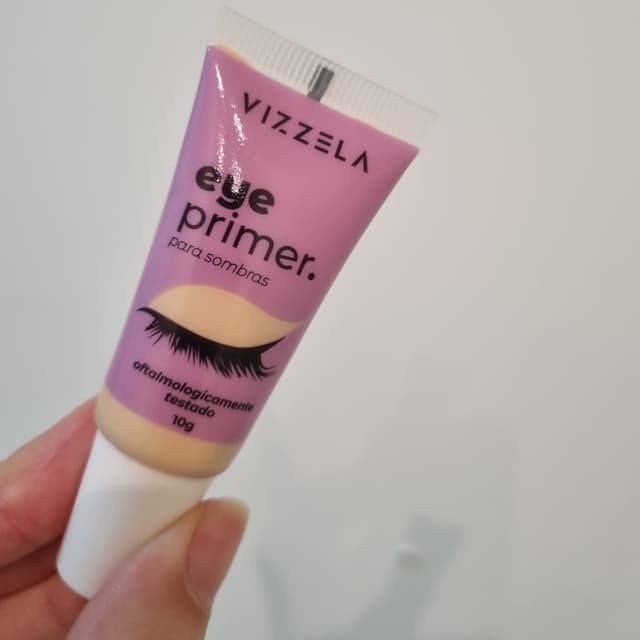 VIZZELA
eye
primer.
para sombras
oftalmologicamente
testado
10g